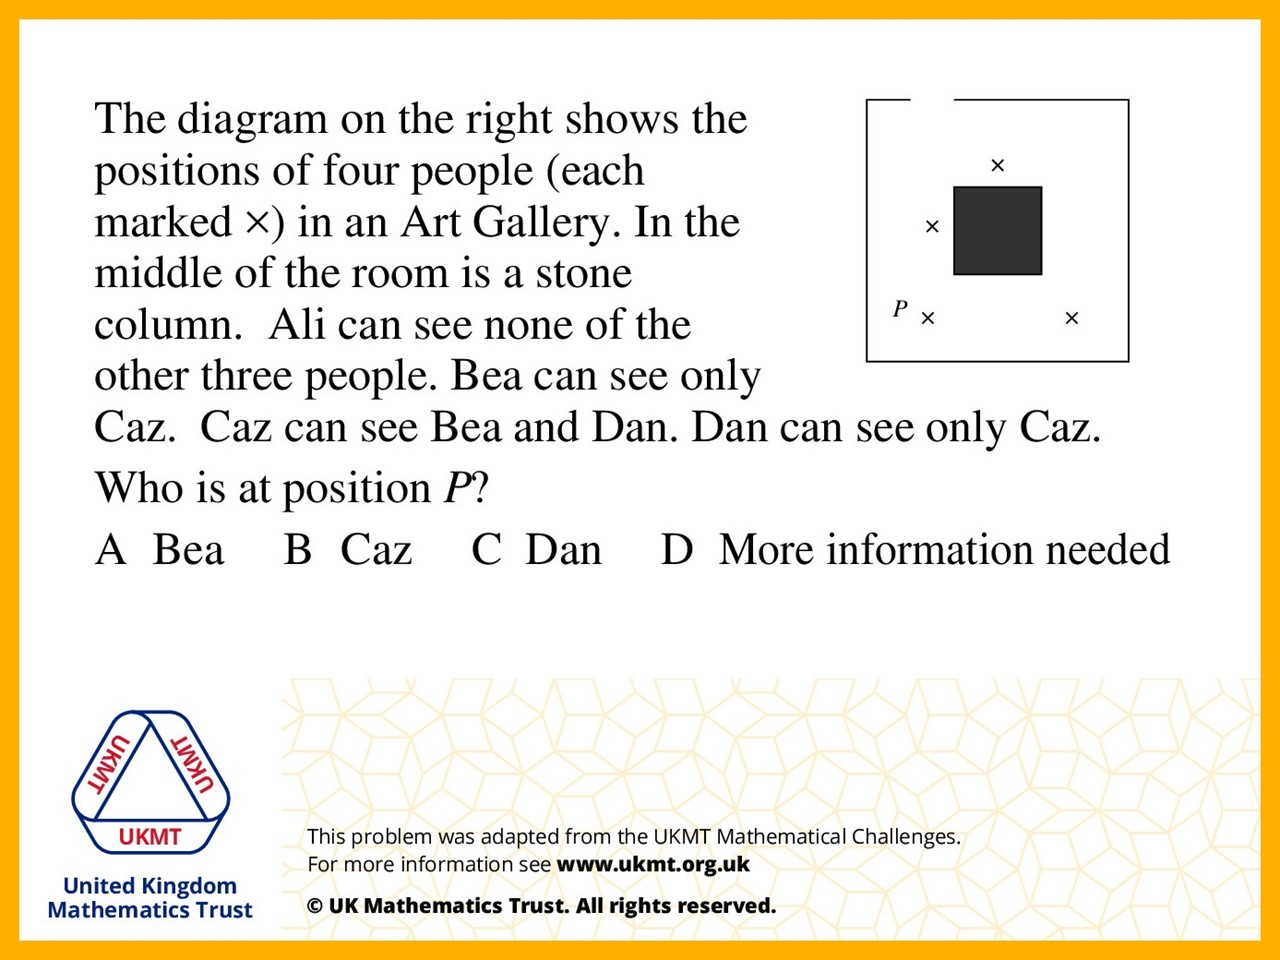 The diagram on the right shows the
positions of four people (each
marked ×) in an Art Gallery. In the
middle of the room is a stone
column. Ali can see none of the
other three people. Bea can see only
Caz. Caz can see Bea and Dan. Dan can see only Caz.
Who is at position P?
A Bea B Caz C Dan D More information needed
×
×
P ×
×
UKMT
UKMT
UKMT
United Kingdom
Mathematics Trust
This problem was adapted from the UKMT Mathematical Challenges.
For more information see www.ukmt.org.uk
© UK Mathematics Trust. All rights reserved.